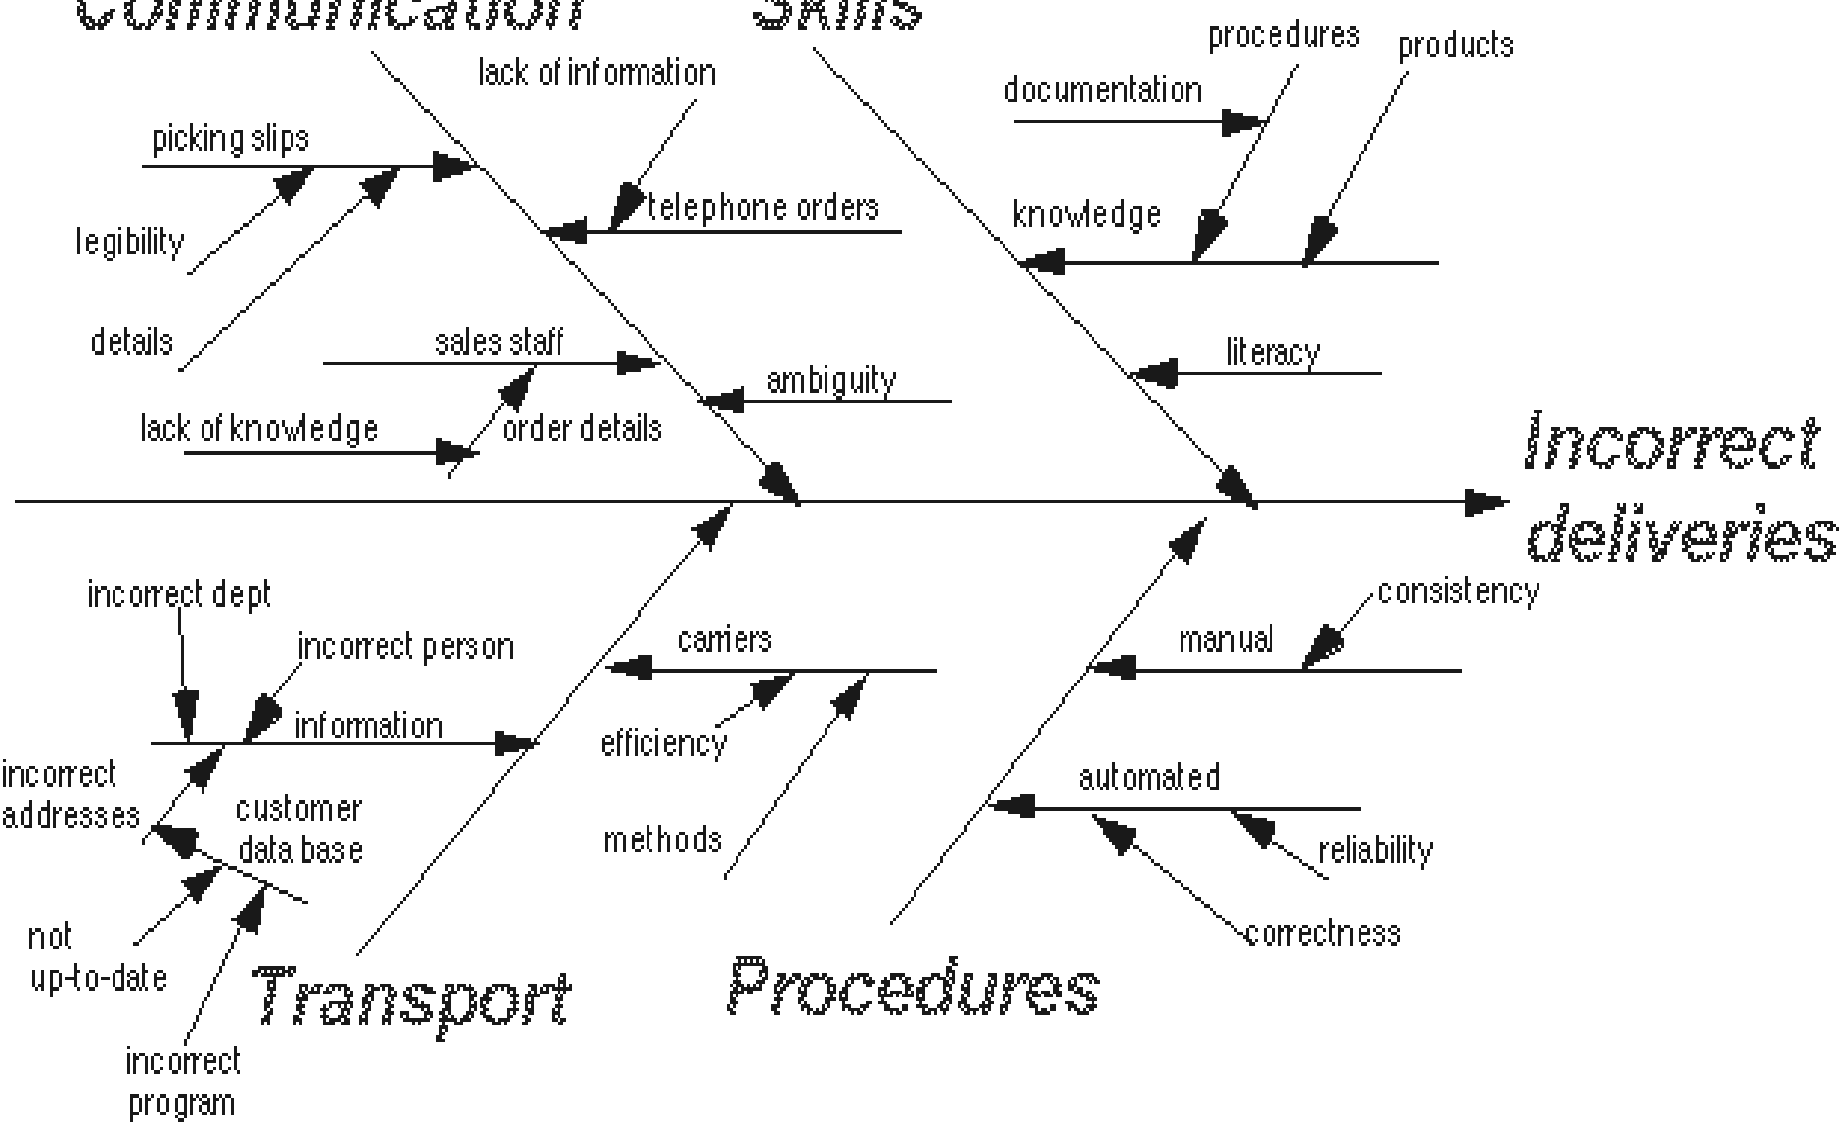 Communication
Skills
procedures
products
lack of information
documentation
picking slips
telephone orders
knowledge
legibility
details
sales staff
literacy
ambiguity
lack of knowledge
order details
Incorrect
deliveries
incorrect dept
consistency
incorrect person
carriers
manual
information
efficiency
incorrect
addresses
automated
customer
data base
methods
reliability
not
up-to-date
correctness
Transport
Procedures
incorrect
program